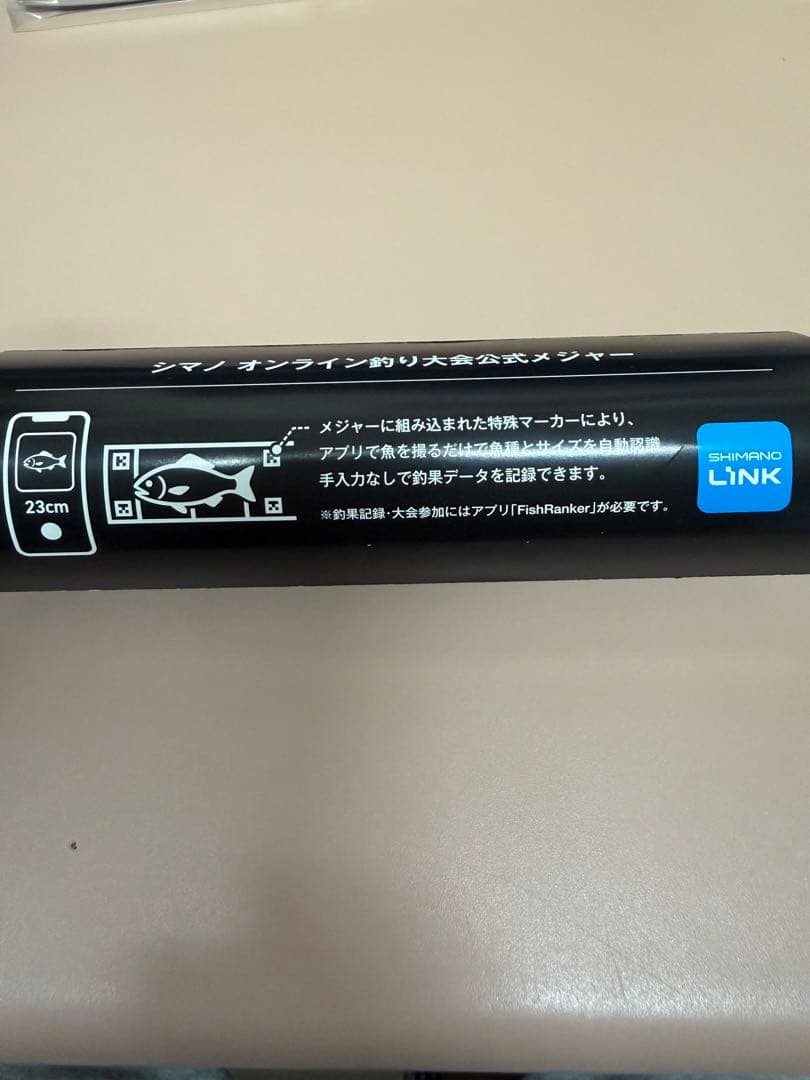 シマノ オンライン釣り大会公式メジャー
メジャーに組み込まれた特殊マーカーにより、
アプリで魚を撮るだけで魚種とサイズを自動認識
手入力なしで釣果データを記録できます。
※釣果記録・大会参加にはアプリ「FishRanker」が必要です。
23cm
SHIMANO
LINK